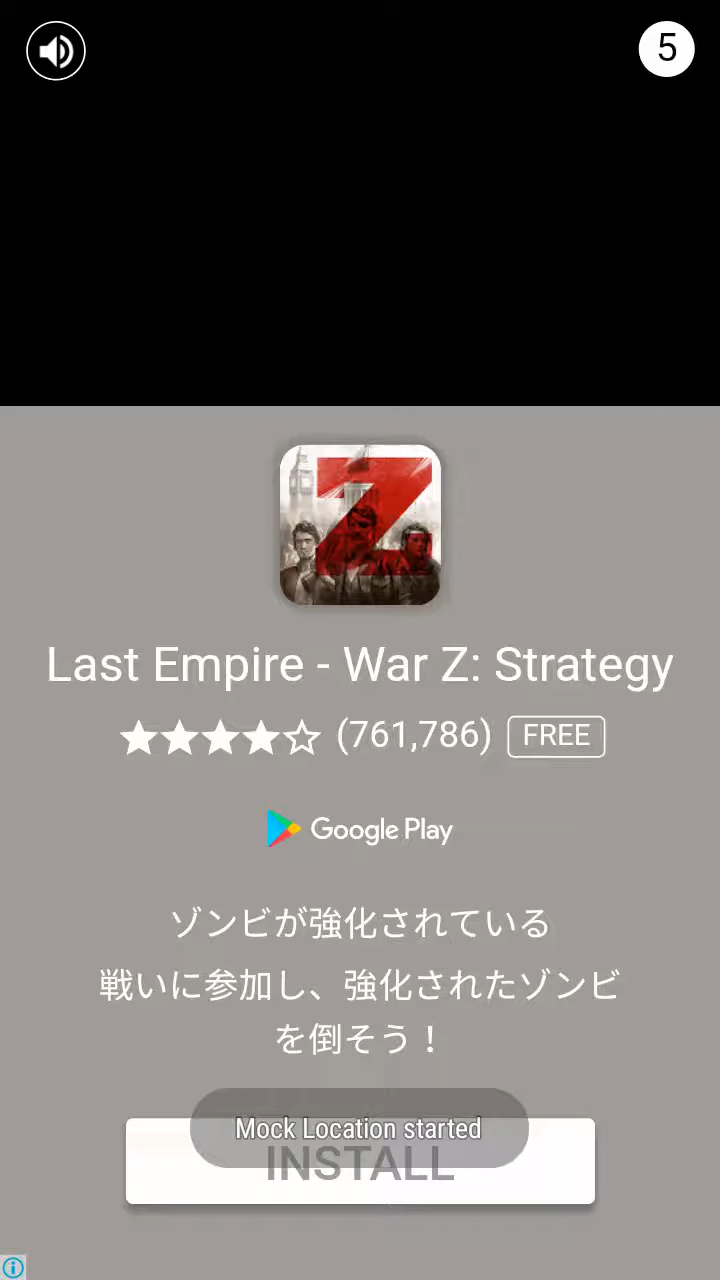 5
Z
Last Empire - War Z: Strategy
(761,786) FREE
Google Play
ゾンビが強化されている
戦いに参加し、強化されたゾンビ
を倒そう！
Mock Location started
INSTALL